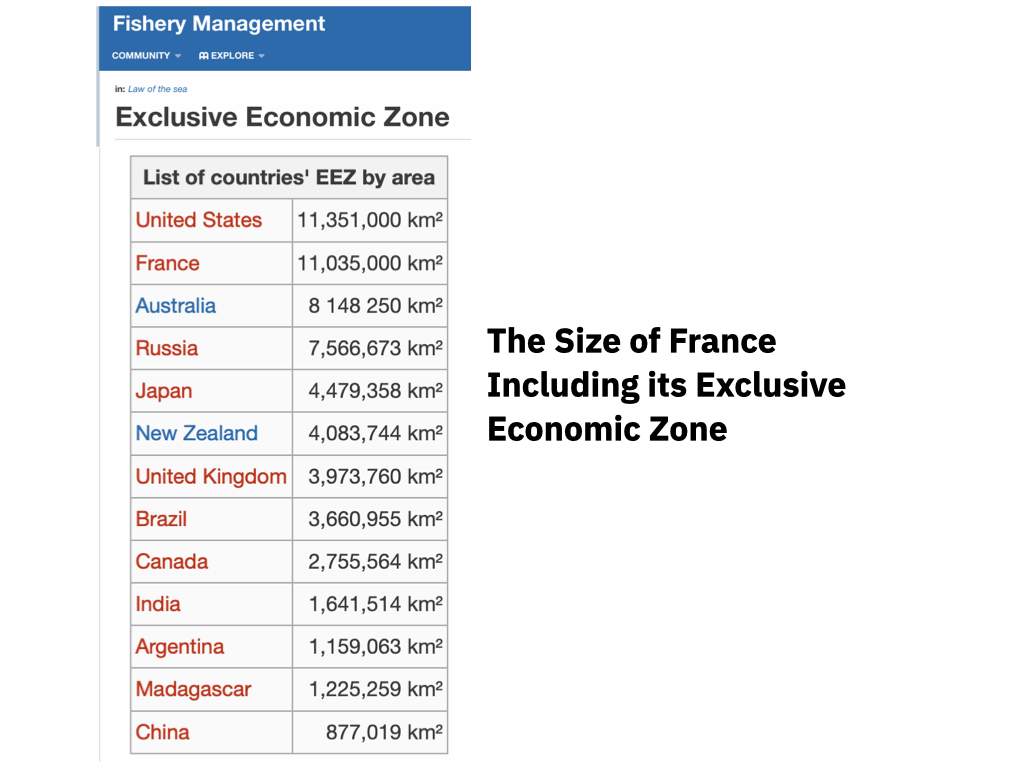 Fishery Management
COMMUNITY EXPLORE
in: Law of the sea
Exclusive Economic Zone
List of countries' EEZ by area
United States 11,351,000 km²
France 11,035,000 km²
Australia 8 148 250 km²
Russia 7,566,673 km²
Japan 4,479,358 km²
New Zealand 4,083,744 km²
United Kingdom 3,973,760 km²
Brazil 3,660,955 km²
Canada 2,755,564 km²
India 1,641,514 km²
Argentina 1,159,063 km²
Madagascar 1,225,259 km²
China 877,019 km²
The Size of France
Including its Exclusive
Economic Zone